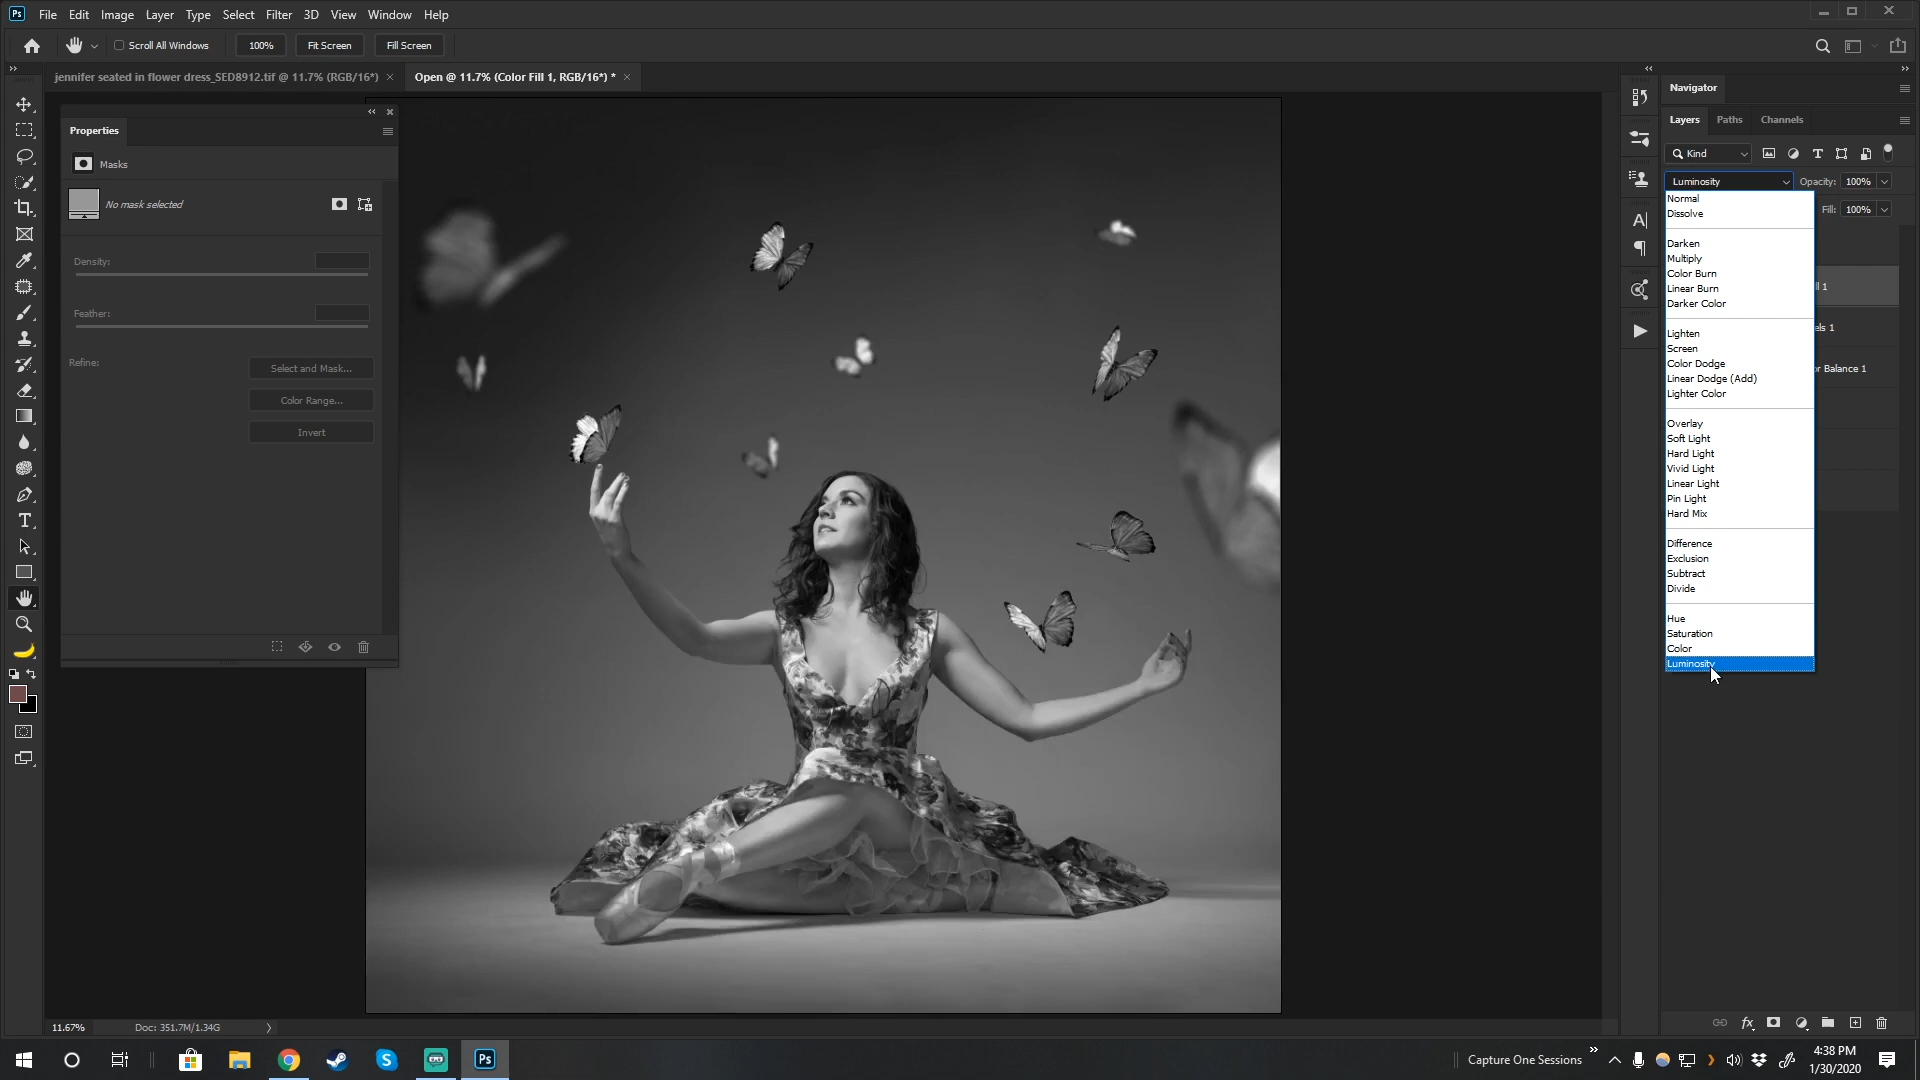 Ps File Edit Image Layer Type Select Filter 3D View Window Help
Scroll All Windows 100% Fit Screen Fill Screen
jennifer seated in flower dress_SED8912.tif @ 11.7% (RGB/16*) × Open @ 11.7% (Color Fill 1, RGB/16*) * ×
Properties
Masks
No mask selected
Density:
Feather:
Refine:
Select and Mask...
Color Range...
Invert
Navigator
Layers Paths Channels
Kind
Luminosity Opacity: 100%
Fill: 100%
Normal
Dissolve
Darken
Multiply
Color Burn
Linear Burn
Darker Color
Lighten
Screen
Color Dodge
Linear Dodge (Add)
Lighter Color
Overlay
Soft Light
Hard Light
Vivid Light
Linear Light
Pin Light
Hard Mix
Difference
Exclusion
Subtract
Divide
Hue
Saturation
Color
Luminosity
ll 1
els 1
r Balance 1
11.67% Doc: 351.7M/1.34G
Ps
Capture One Sessions
4:38 PM
1/30/2020